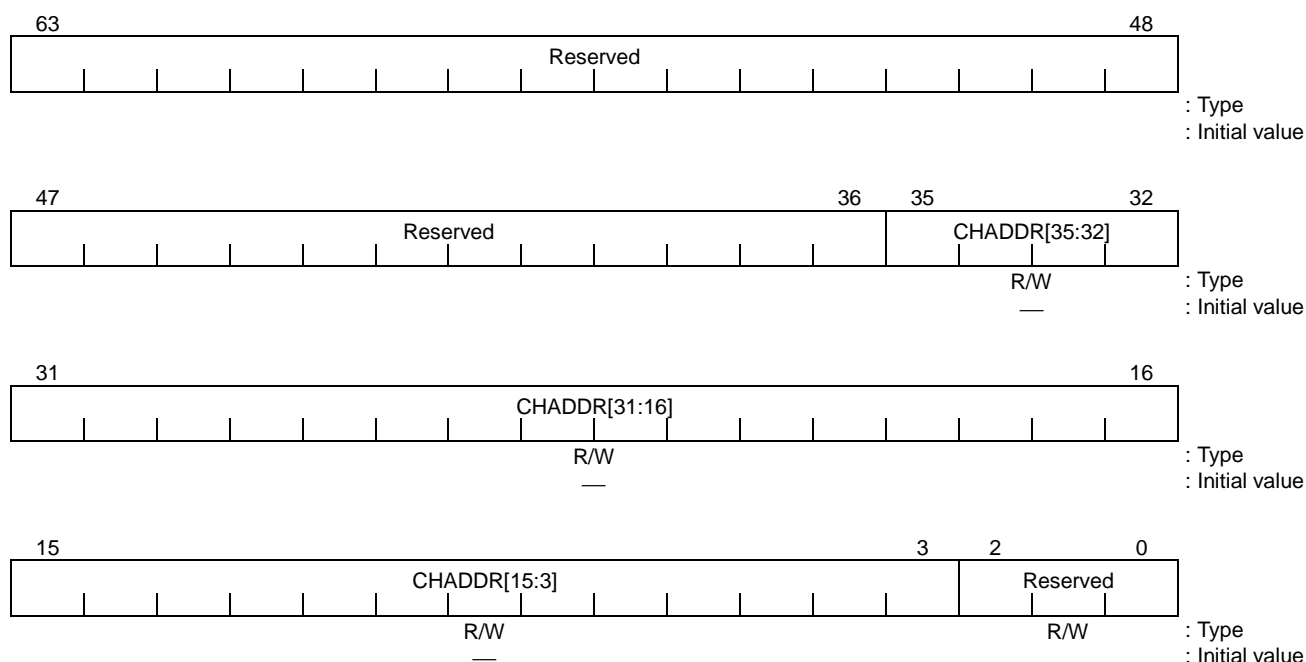 63 48
Reserved
: Type
: Initial value
47 36 35 32
Reserved CHADDR[35:32]
R/W : Type
— : Initial value
31 16
CHADDR[31:16]
R/W : Type
— : Initial value
15 3 2 0
CHADDR[15:3] Reserved
R/W R/W : Type
— : Initial value